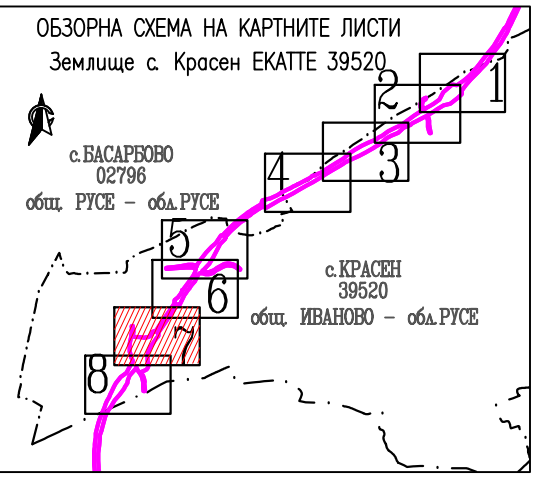 ОБЗОРНА СХЕМА НА КАРТНИТЕ ЛИСТИ
Землище с. Красен ЕКАТТЕ 39520
1
2
3
4
с.БАСАРБОВО
02796
общ. РУСЕ – обл.РУСЕ
5
6
с.КРАСЕН
39520
общ. ИВАНОВО – обл.РУСЕ
7
8